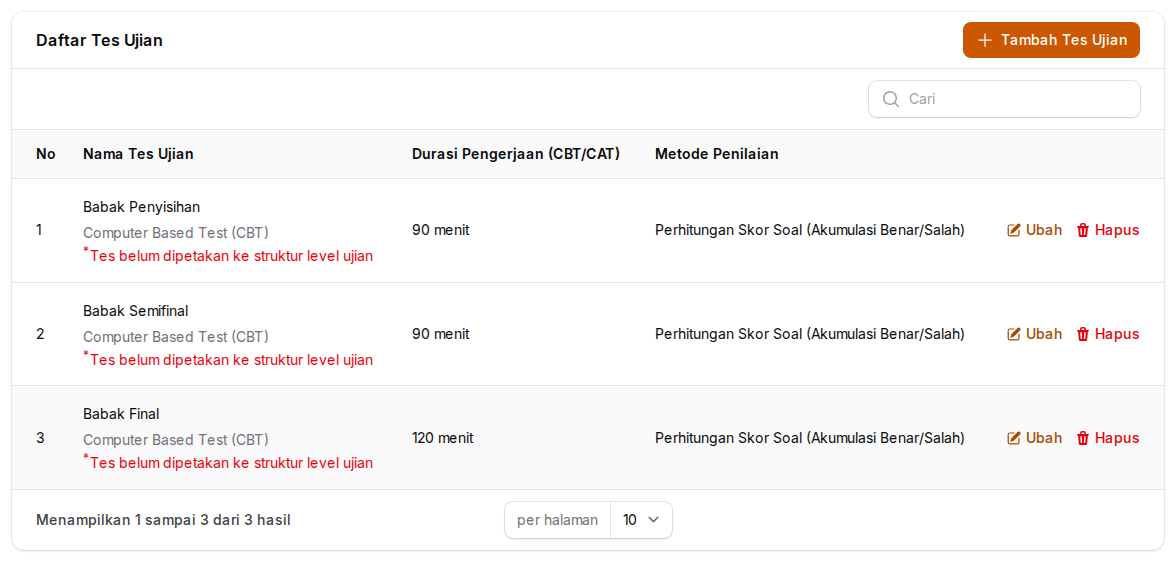 Daftar Tes Ujian
Tambah Tes Ujian
Cari
No Nama Tes Ujian Durasi Pengerjaan (CBT/CAT) Metode Penilaian
Babak Penyisihan
Computer Based Test (CBT)
1 90 menit Perhitungan Skor Soal (Akumulasi Benar/Salah) Ubah Hapus
*Tes belum dipetakan ke struktur level ujian
Babak Semifinal
Computer Based Test (CBT)
2 90 menit Perhitungan Skor Soal (Akumulasi Benar/Salah) Ubah Hapus
*Tes belum dipetakan ke struktur level ujian
Babak Final
Computer Based Test (CBT)
3 120 menit Perhitungan Skor Soal (Akumulasi Benar/Salah) Ubah Hapus
*Tes belum dipetakan ke struktur level ujian
Menampilkan 1 sampai 3 dari 3 hasil per halaman 10